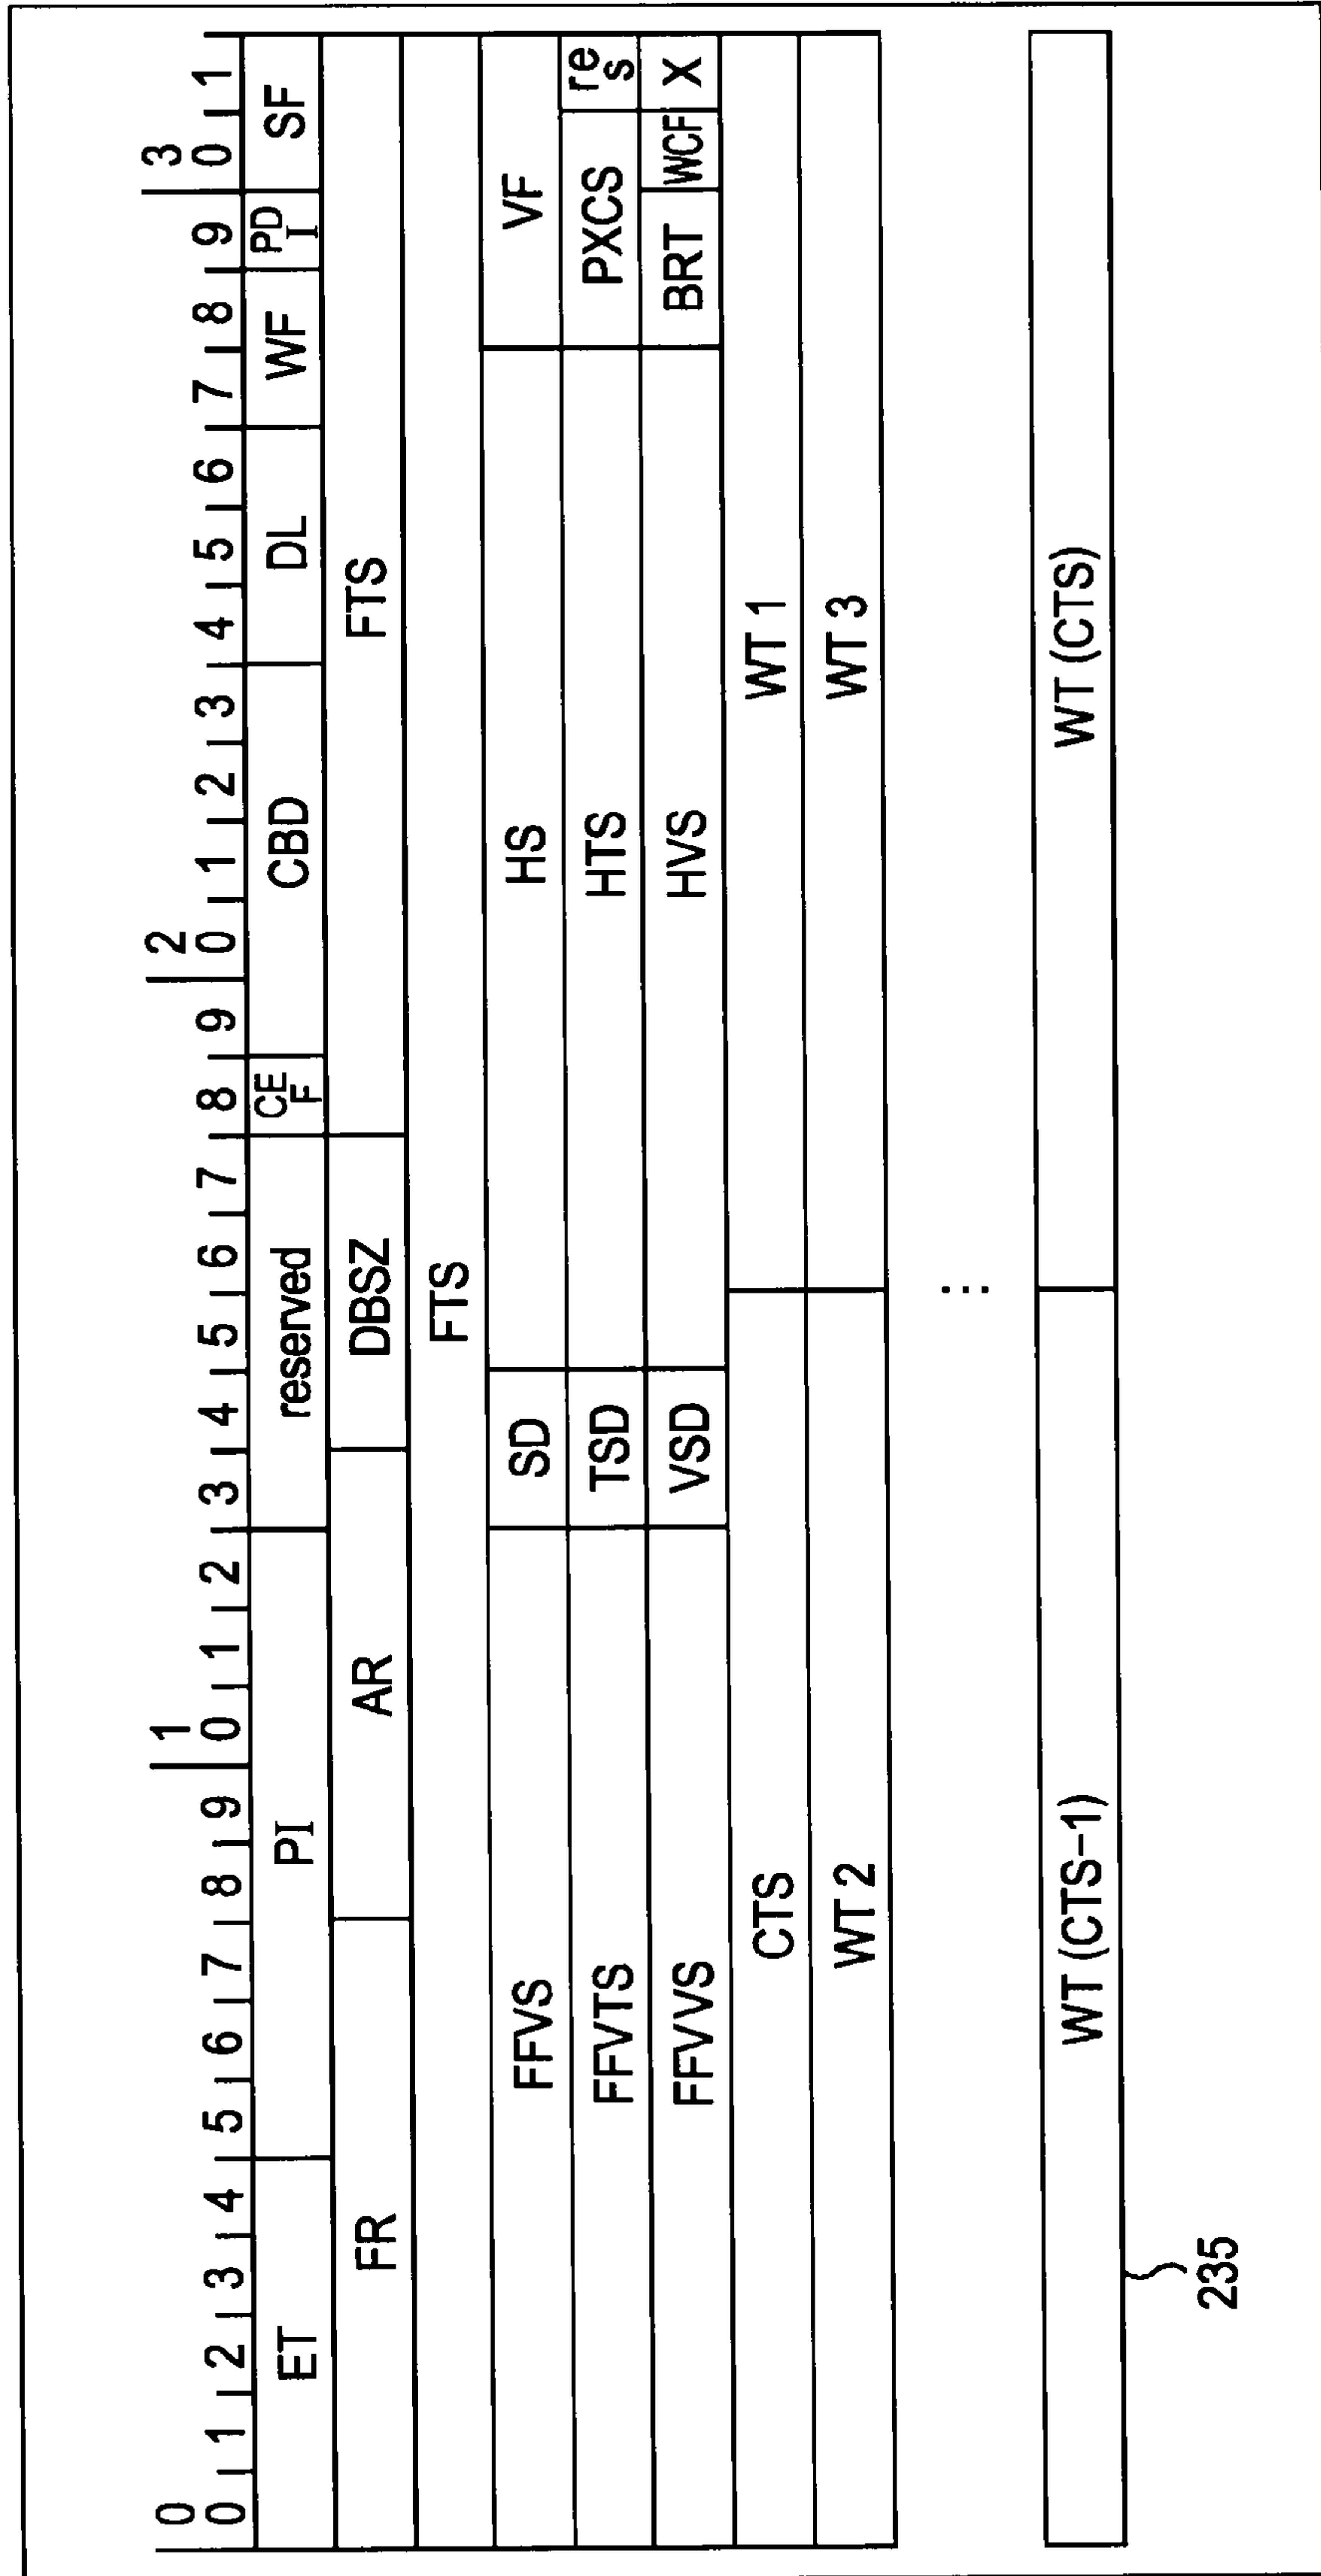 0 1 2 3
0 1 2 3 4 5 6 7 8 9 0 1 2 3 4 5 6 7 8 9 0 1 2 3 4 5 6 7 8 9 0 1
ET PI reserved CEF CBD DL WF PDI SF
FR AR DBSZ FTS
FTS
FFVS SD HS VF
FFVTS TSD HTS PXCS res
FFVVS VSD HVS BRT WCF X
CTS WT 1
WT 2 WT 3
⋮
WT (CTS-1) WT (CTS)
235